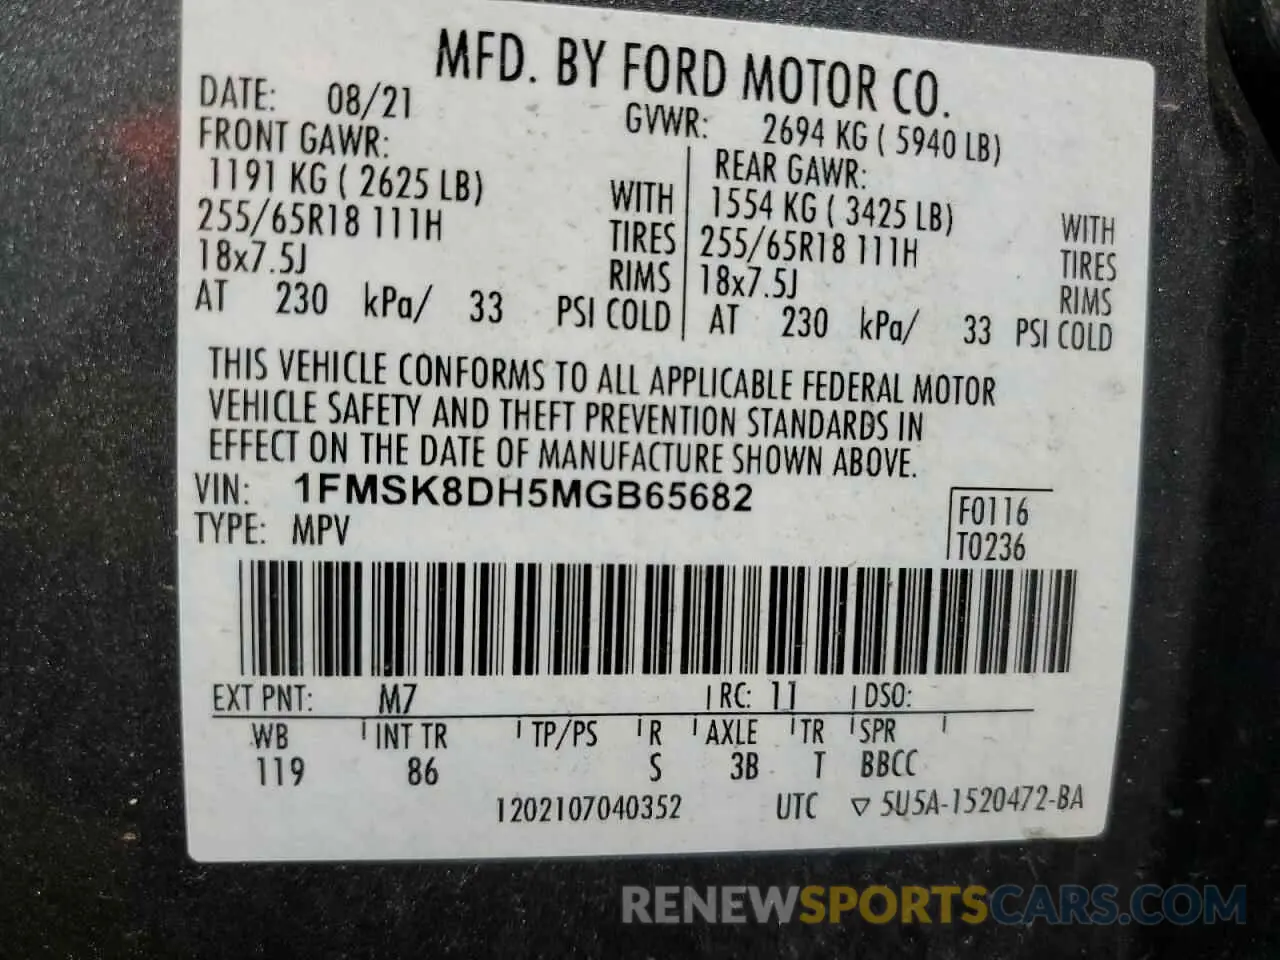 MFD. BY FORD MOTOR CO.
DATE: 08/21
GVWR: 2694 KG ( 5940 LB)
FRONT GAWR:
1191 KG ( 2625 LB) WITH
255/65R18 111H TIRES
18x7.5J RIMS
AT 230 kPa/ 33 PSI COLD
REAR GAWR:
1554 KG ( 3425 LB) WITH
255/65R18 111H TIRES
18x7.5J RIMS
AT 230 kPa/ 33 PSI COLD
THIS VEHICLE CONFORMS TO ALL APPLICABLE FEDERAL MOTOR
VEHICLE SAFETY AND THEFT PREVENTION STANDARDS IN
EFFECT ON THE DATE OF MANUFACTURE SHOWN ABOVE.
VIN: 1FMSK8DH5MGB65682
TYPE: MPV
F0116
T0236
EXT PNT: M7 RC: 11 DSO:
WB INT TR TP/PS R AXLE TR SPR
119 86 S 3B T BBCC
1202107040352 UTC ▽ 5U5A-1520472-BA
RENEWSPORTSCARS.COM